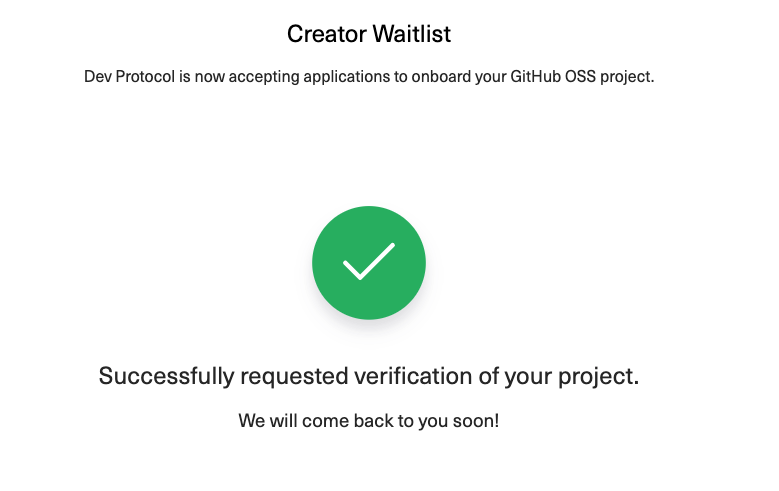 Creator Waitlist
Dev Protocol is now accepting applications to onboard your GitHub OSS project.
Successfully requested verification of your project.
We will come back to you soon!